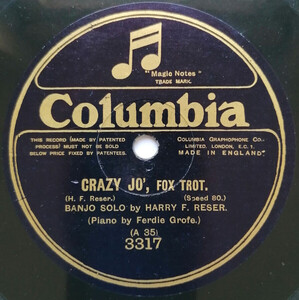 "Magic Notes"
TRADE MARK.
Columbia
THIS RECORD (MADE BY PATENTED
PROCESS) MUST NOT BE SOLD
BELOW PRICE FIXED BY PATENTEES.
COLUMBIA GRAPHOPHONE CO.
LIMITED, LONDON, E.C. 1.
MADE IN ENGLAND.
CRAZY JO', FOX TROT.
(H. F. Reser.) (Speed 80.)
BANJO SOLO by HARRY F. RESER.
(Piano by Ferdie Grofe.)
(A 35)
3317